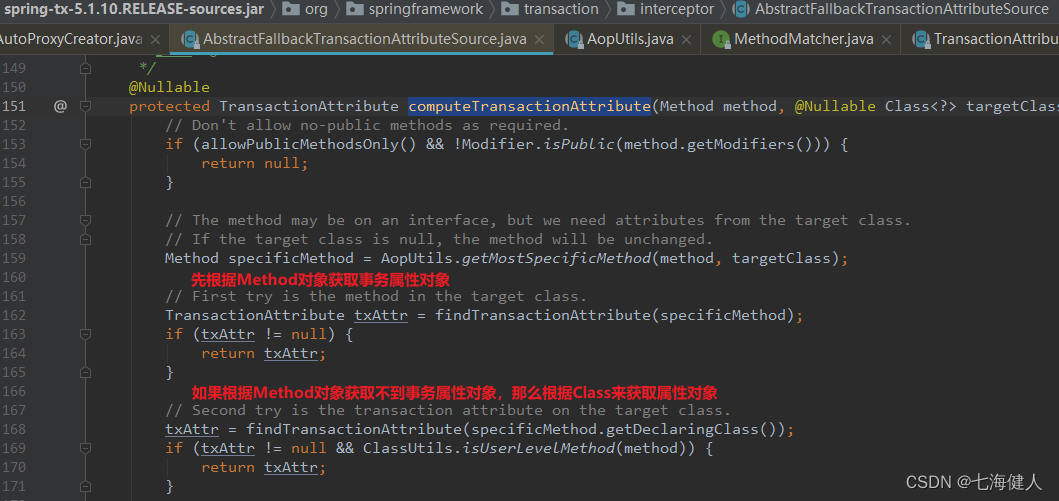 spring-tx-5.1.10.RELEASE-sources.jar org springframework transaction interceptor AbstractFallbackTransactionAttributeSource
AutoProxyCreator.java AbstractFallbackTransactionAttributeSource.java AopUtils.java MethodMatcher.java TransactionAttribu
149 */
150 @Nullable
151 @ protected TransactionAttribute computeTransactionAttribute(Method method, @Nullable Class<?> targetClas
152 // Don't allow no-public methods as required.
153 if (allowPublicMethodsOnly() && !Modifier.isPublic(method.getModifiers())) {
154 return null;
155 }
156
157 // The method may be on an interface, but we need attributes from the target class.
158 // If the target class is null, the method will be unchanged.
159 Method specificMethod = AopUtils.getMostSpecificMethod(method, targetClass);
160 先根据Method对象获取事务属性对象
161 // First try is the method in the target class.
162 TransactionAttribute txAttr = findTransactionAttribute(specificMethod);
163 if (txAttr != null) {
164 return txAttr;
165 }
166 如果根据Method对象获取不到事务属性对象，那么根据Class来获取属性对象
167 // Second try is the transaction attribute on the target class.
168 txAttr = findTransactionAttribute(specificMethod.getDeclaringClass());
169 if (txAttr != null && ClassUtils.isUserLevelMethod(method)) {
170 return txAttr;
171 }
CSDN @七海健人